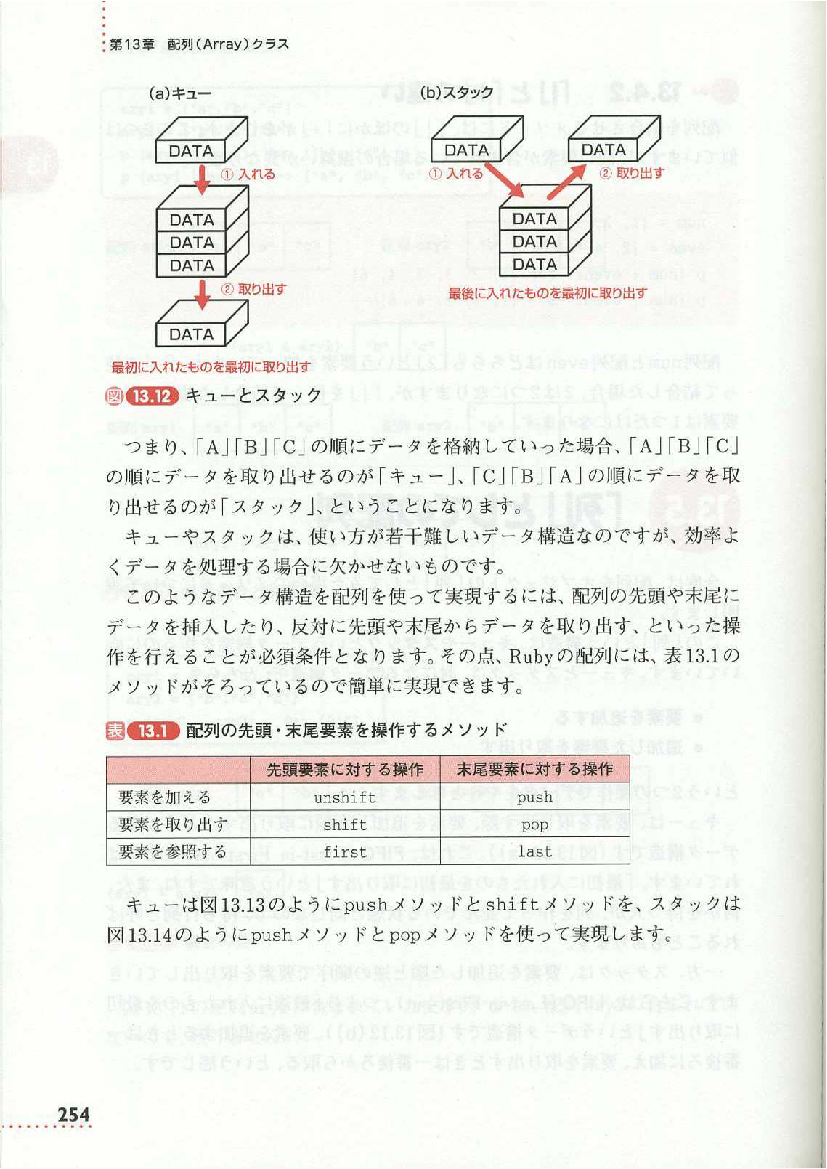 第13章 配列(Array)クラス
(a)キュー
DATA
① 入れる
DATA
DATA
DATA
② 取り出す
DATA
最初に入れたものを最初に取り出す
(b)スタック
DATA
DATA
① 入れる
② 取り出す
DATA
DATA
DATA
最後に入れたものを最初に取り出す
図 13.12 キューとスタック
つまり、「A」「B」「C」の順にデータを格納していった場合、「A」「B」「C」
の順にデータを取り出せるのが「キュー」、「C」「B」「A」の順にデータを取
り出せるのが「スタック」、ということになります。
キューやスタックは、使い方が若干難しいデータ構造なのですが、効率よ
くデータを処理する場合に欠かせないものです。
このようなデータ構造を配列を使って実現するには、配列の先頭や末尾に
データを挿入したり、反対に先頭や末尾からデータを取り出す、といった操
作を行えることが必須条件となります。その点、Rubyの配列には、表13.1の
メソッドがそろっているので簡単に実現できます。
表 13.1 配列の先頭・末尾要素を操作するメソッド
先頭要素に対する操作 末尾要素に対する操作
要素を加える unshift push
要素を取り出す shift pop
要素を参照する first last
キューは図13.13のようにpushメソッドとshiftメソッドを、スタックは
図13.14のようにpushメソッドとpopメソッドを使って実現します。
254